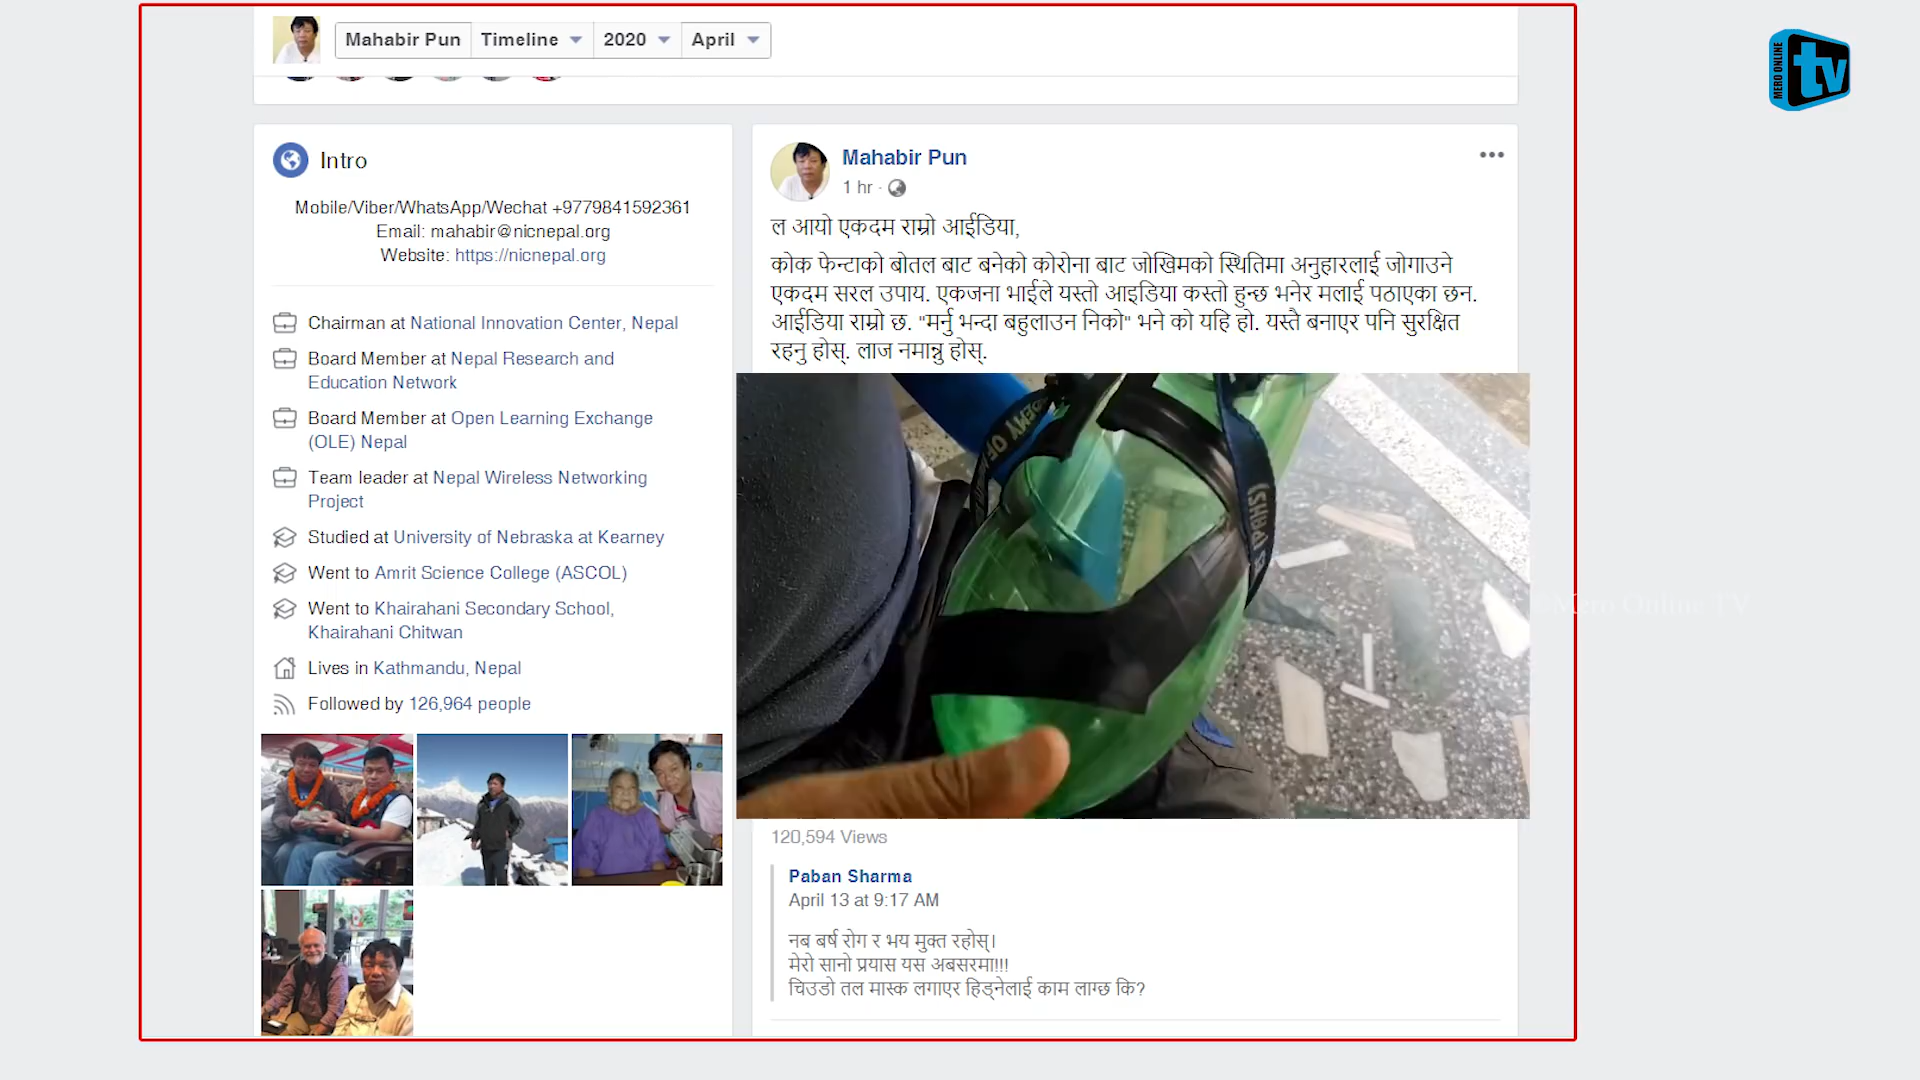 Mahabir Pun Timeline 2020 April
MERO ONLINE tv
Intro
Mobile/Viber/WhatsApp/Wechat +9779841592361
Email: mahabir@nicnepal.org
Website: https://nicnepal.org
Chairman at National Innovation Center, Nepal
Board Member at Nepal Research and
Education Network
Board Member at Open Learning Exchange
(OLE) Nepal
Team leader at Nepal Wireless Networking
Project
Studied at University of Nebraska at Kearney
Went to Amrit Science College (ASCOL)
Went to Khairahani Secondary School,
Khairahani Chitwan
Lives in Kathmandu, Nepal
Followed by 126,964 people
Mahabir Pun
1 hr ·
ल आयो एकदम राम्रो आईडिया,
कोक फेन्टाको बोतल बाट बनेको कोरोना बाट जोखिमको स्थितिमा अनुहारलाई जोगाउने
एकदम सरल उपाय. एकजना भाईले यस्तो आइडिया कस्तो हुन्छ भनेर मलाई पठाएका छन.
आईडिया राम्रो छ. "मर्नु भन्दा बहुलाउन निको" भने को यहि हो. यस्तै बनाएर पनि सुरक्षित
रहनु होस्. लाज नमान्नु होस्.
©Mero Online TV
120,594 Views
Paban Sharma
April 13 at 9:17 AM
नब बर्ष रोग र भय मुक्त रहोस्।
मेरो सानो प्रयास यस अबसरमा!!!
चिउडो तल मास्क लगाएर हिड्नेलाई काम लाग्छ कि?